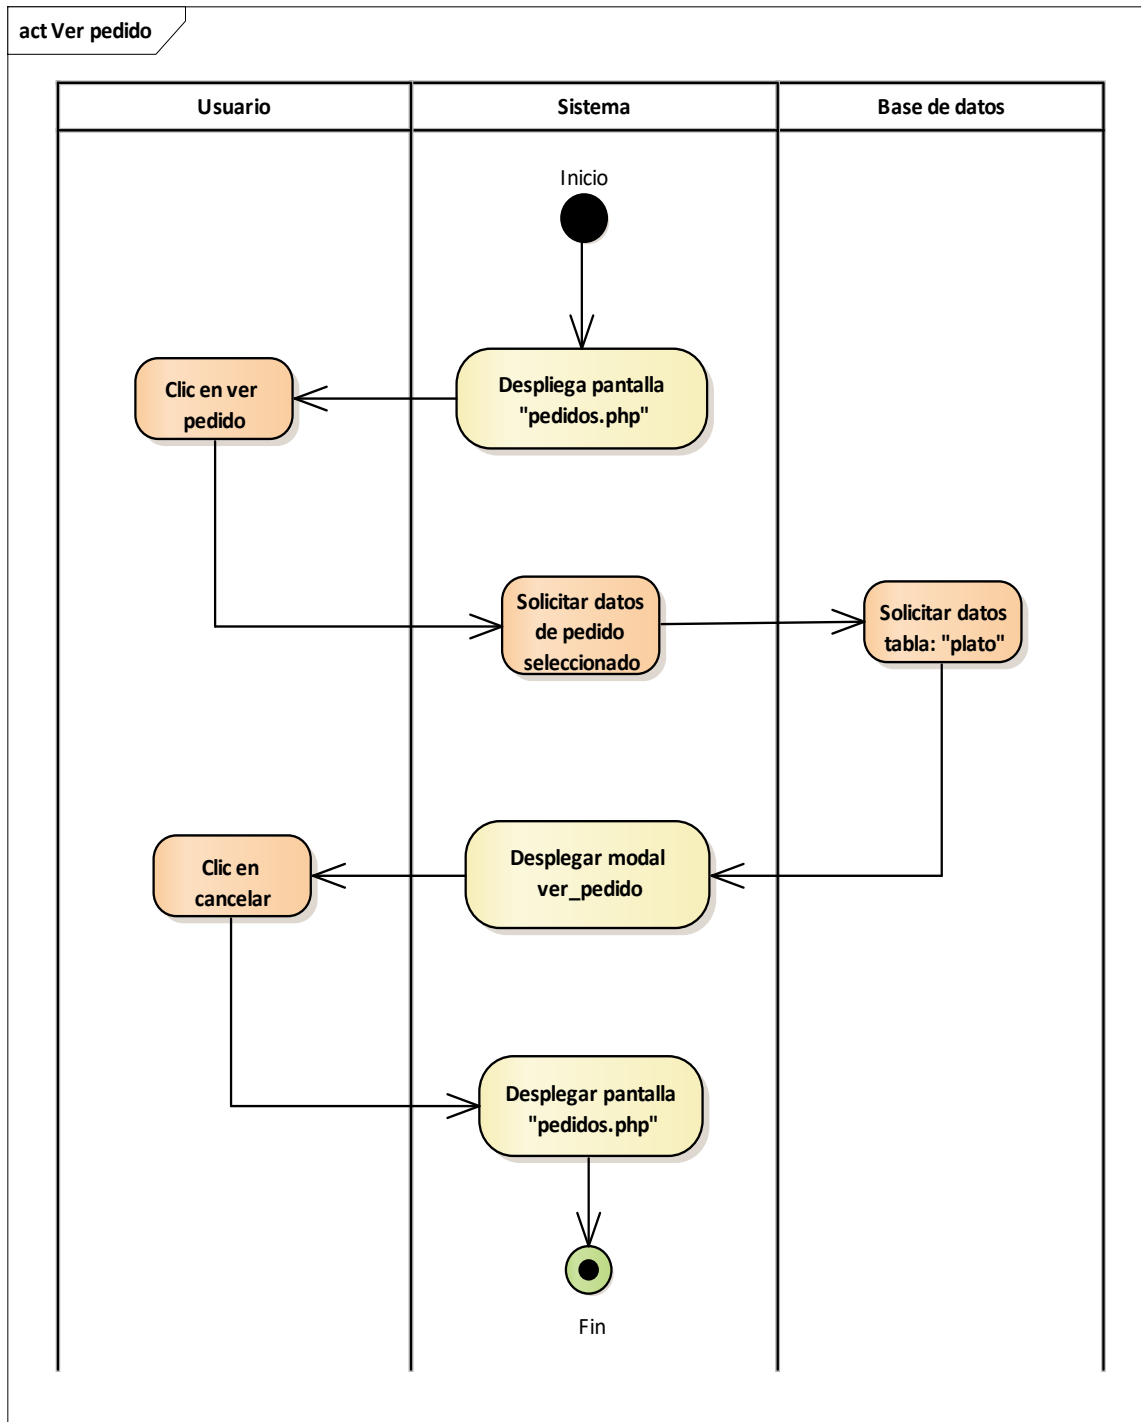 act Ver pedido
Usuario
Sistema
Base de datos
Inicio
Despliega pantalla
"pedidos.php"
Clic en ver
pedido
Solicitar datos
de pedido
seleccionado
Solicitar datos
tabla: "plato"
Desplegar modal
ver_pedido
Clic en
cancelar
Desplegar pantalla
"pedidos.php"
Fin